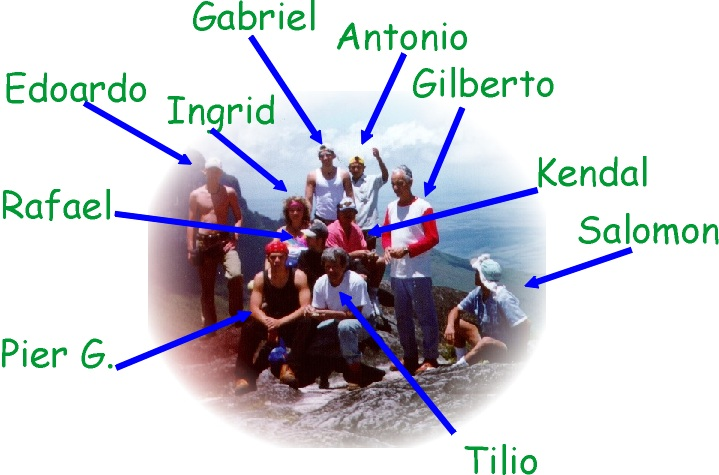 Gabriel
Antonio
Edoardo
Gilberto
Ingrid
Kendal
Rafael
Salomon
Pier G.
Tilio